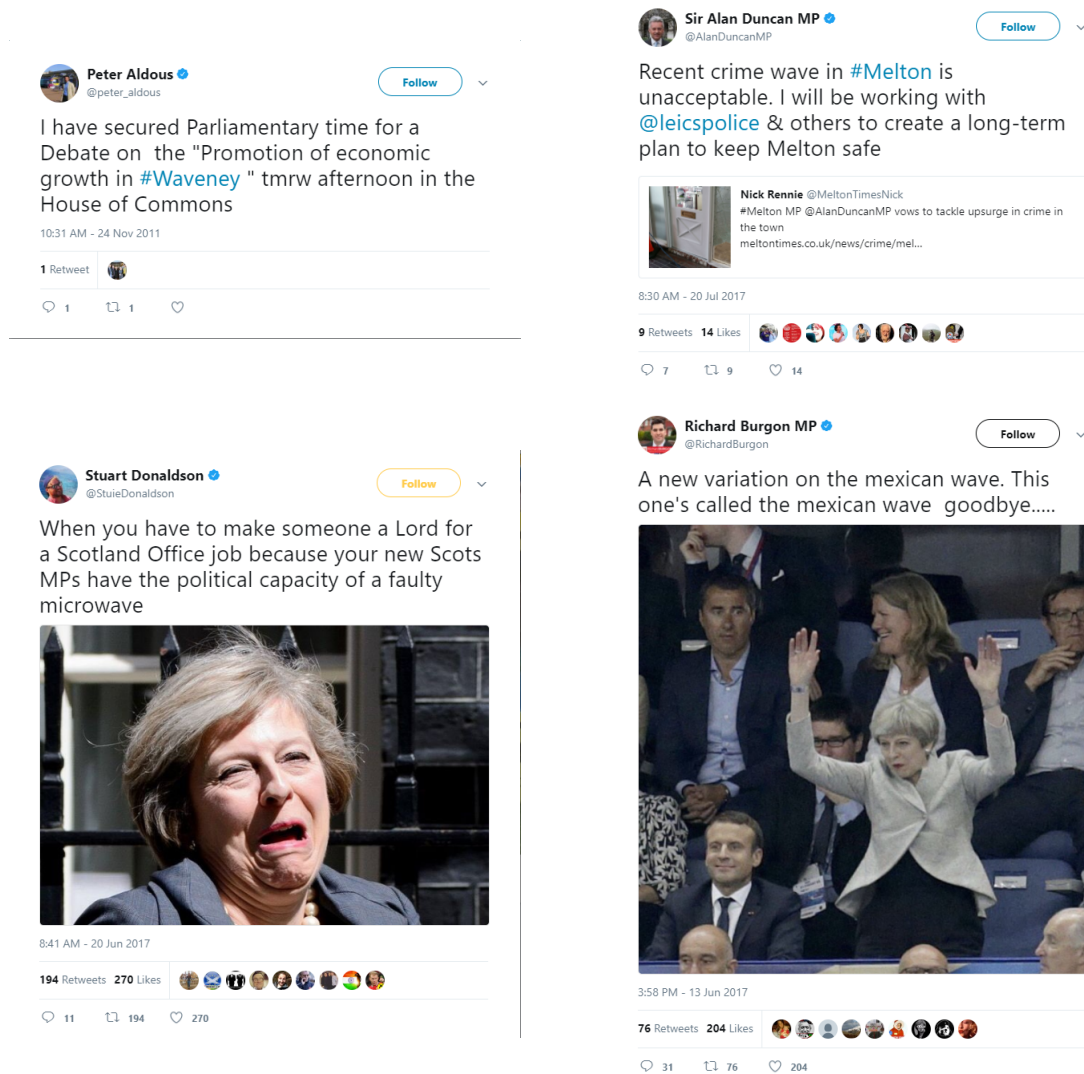 Peter Aldous
@peter_aldous
Follow
I have secured Parliamentary time for a
Debate on the "Promotion of economic
growth in #Waveney " tmrw afternoon in the
House of Commons
10:31 AM - 24 Nov 2011
1 Retweet
1 1
Sir Alan Duncan MP
@AlanDuncanMP
Follow
Recent crime wave in #Melton is
unacceptable. I will be working with
@leicspolice & others to create a long-term
plan to keep Melton safe
Nick Rennie @MeltonTimesNick
#Melton MP @AlanDuncanMP vows to tackle upsurge in crime in
the town
meltontimes.co.uk/news/crime/mel...
8:30 AM - 20 Jul 2017
9 Retweets 14 Likes
7 9 14
Stuart Donaldson
@StuieDonaldson
Follow
When you have to make someone a Lord for
a Scotland Office job because your new Scots
MPs have the political capacity of a faulty
microwave
8:41 AM - 20 Jun 2017
194 Retweets 270 Likes
11 194 270
Richard Burgon MP
@RichardBurgon
Follow
A new variation on the mexican wave. This
one's called the mexican wave goodbye.....
3:58 PM - 13 Jun 2017
76 Retweets 204 Likes
31 76 204